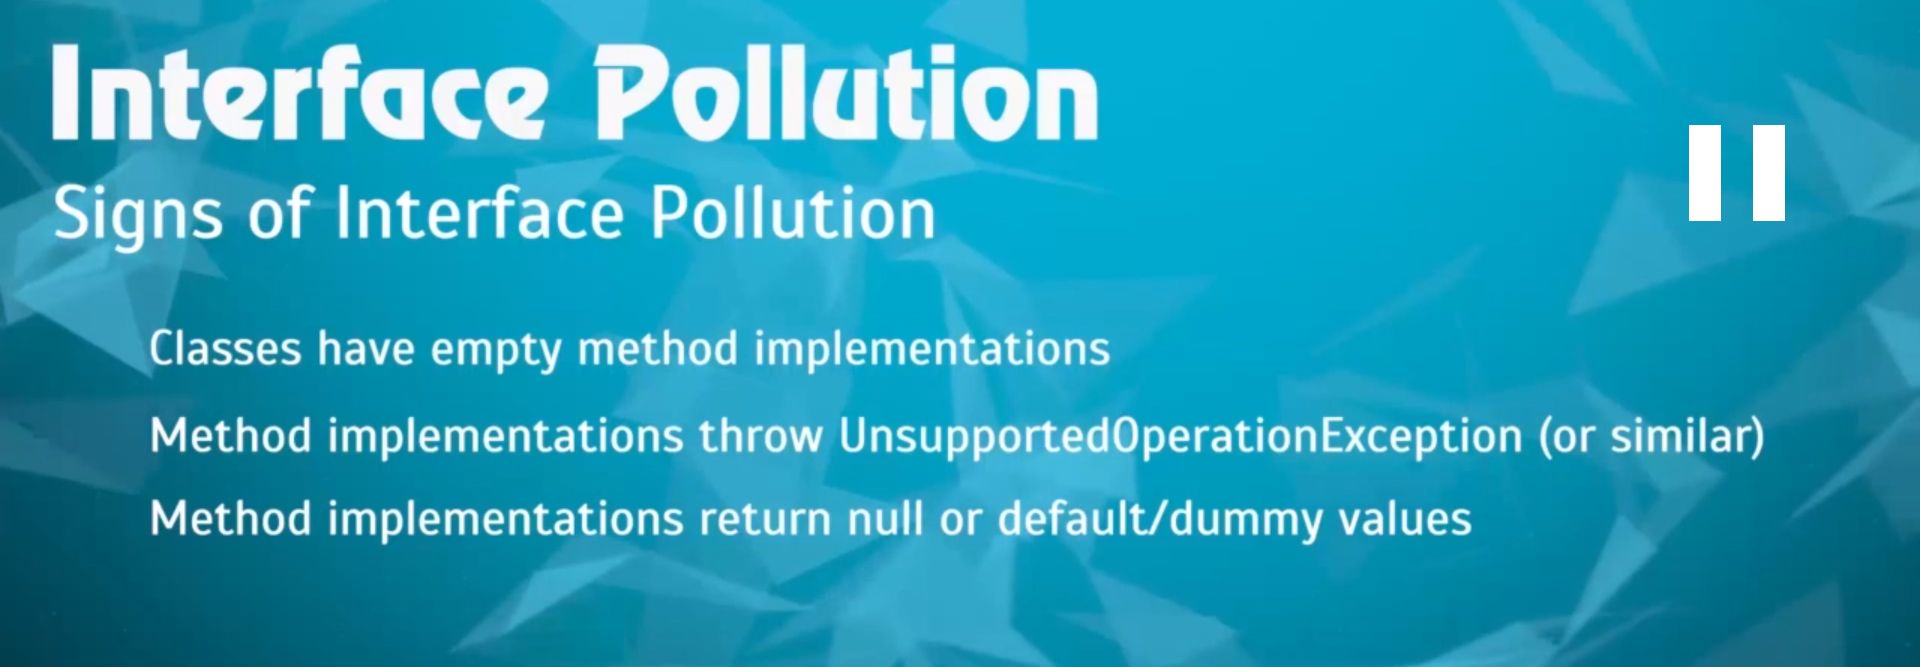 Interface Pollution
Signs of Interface Pollution
Classes have empty method implementations
Method implementations throw UnsupportedOperationException (or similar)
Method implementations return null or default/dummy values